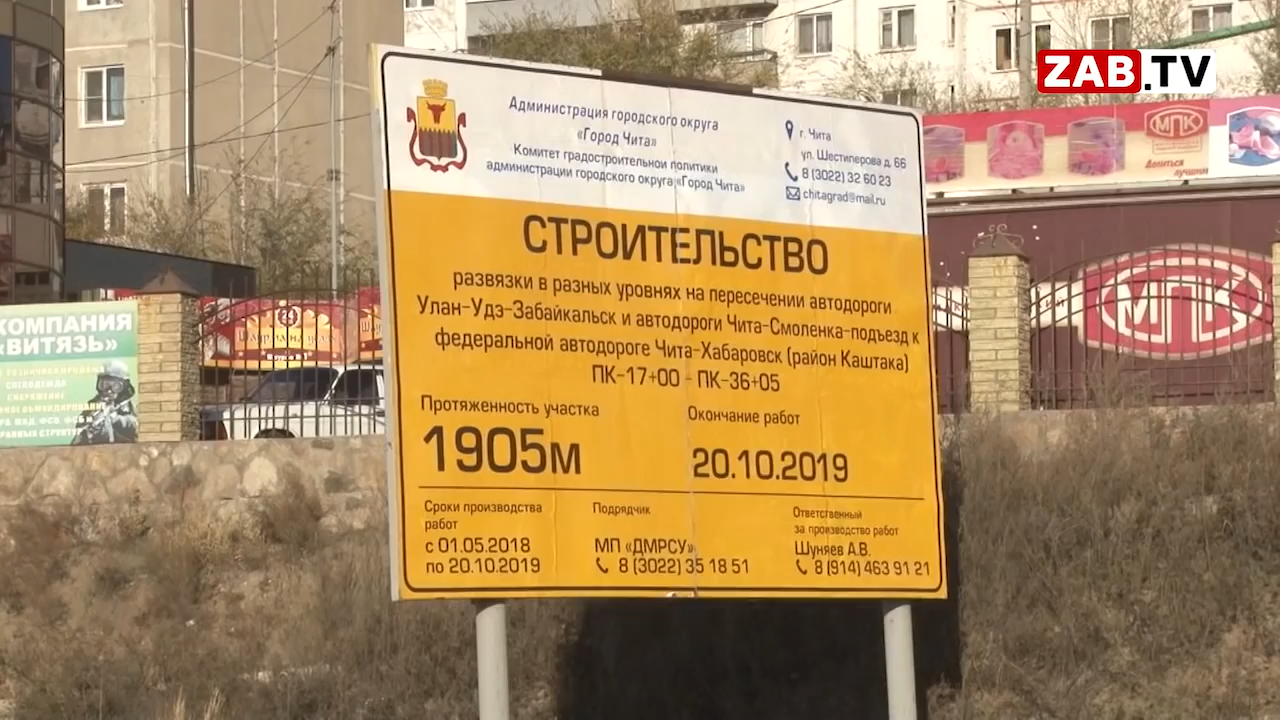 ZAB.TV
Администрация городского округа
«Город Чита»
Комитет градостроительной политики
администрации городского округа «Город Чита»
г. Чита
ул. Шестиперова д. 66
8 (3022) 32 60 23
chitagrad@mail.ru
СТРОИТЕЛЬСТВО
развязки в разных уровнях на пересечении автодороги
Улан-Удэ-Забайкальск и автодороги Чита-Смоленка-подъезд к
федеральной автодороге Чита-Хабаровск (район Каштака)
ПК-17+00 - ПК-36+05
Протяженность участка
1905м
Окончание работ
20.10.2019
Сроки производства
работ
с 01.05.2018
по 20.10.2019
Подрядчик
МП «ДМРСУ»
8 (3022) 35 18 51
Ответственный
за производство работ
Шуняев А.В.
8 (914) 463 91 21
КОМПАНИЯ
«ВИТЯЗЬ»
СПЕЦОДЕЖДА
СНАРЯЖЕНИЕ
МПК
Добиться
лучшим
МПК